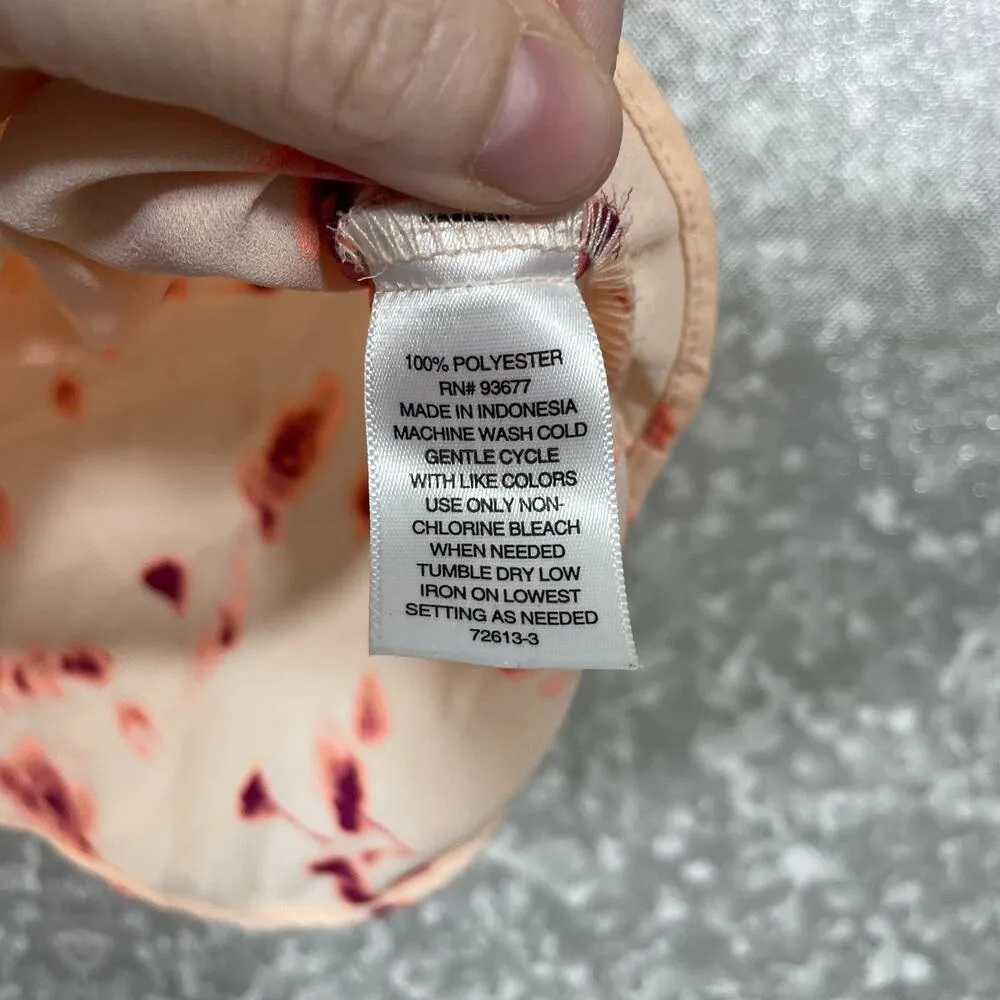 100% POLYESTER
RN# 93677
MADE IN INDONESIA
MACHINE WASH COLD
GENTLE CYCLE
WITH LIKE COLORS
USE ONLY NON-
CHLORINE BLEACH
WHEN NEEDED
TUMBLE DRY LOW
IRON ON LOWEST
SETTING AS NEEDED
72613-3